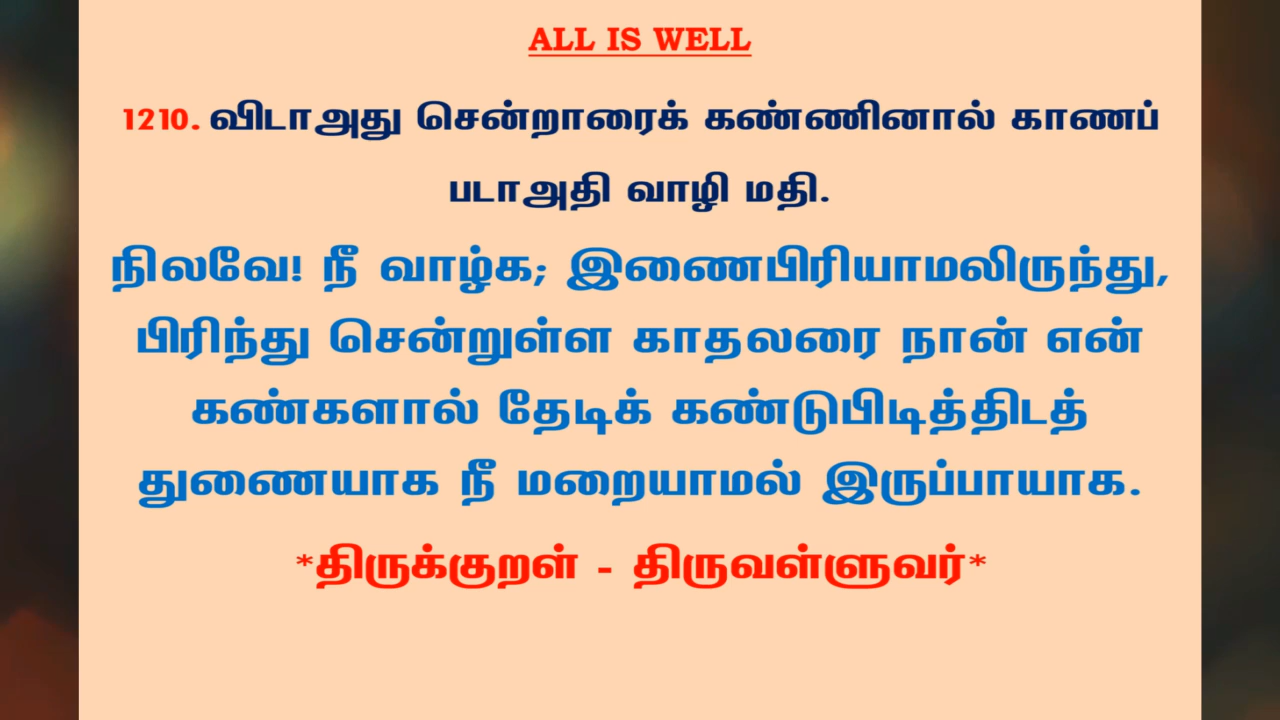 ALL IS WELL
1210. விடாஅது சென்றாரைக் கண்ணினால் காணப்
படாஅதி வாழி மதி.
நிலவே! நீ வாழ்க; இணைபிரியாமலிருந்து,
பிரிந்து சென்றுள்ள காதலரை நான் என்
கண்களால் தேடிக் கண்டுபிடித்திடத்
துணையாக நீ மறையாமல் இருப்பாயாக.
*திருக்குறள் - திருவள்ளுவர்*